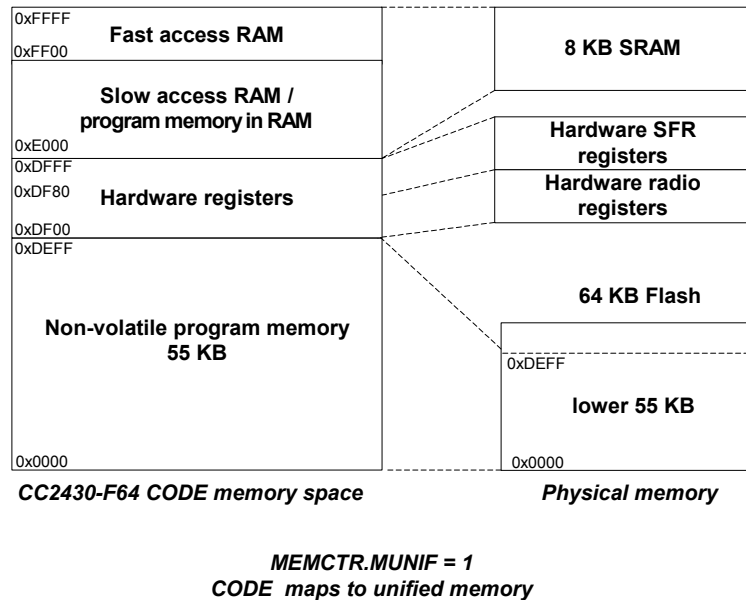 0xFFFF
Fast access RAM
0xFF00
8 KB SRAM
Slow access RAM /
program memory in RAM
0xE000
Hardware SFR
registers
0xDFFF
0xDF80
Hardware registers
Hardware radio
registers
0xDF00
0xDEFF
64 KB Flash
Non-volatile program memory
55 KB
0xDEFF
lower 55 KB
0x0000
0x0000
CC2430-F64 CODE memory space
Physical memory
MEMCTR.MUNIF = 1
CODE maps to unified memory